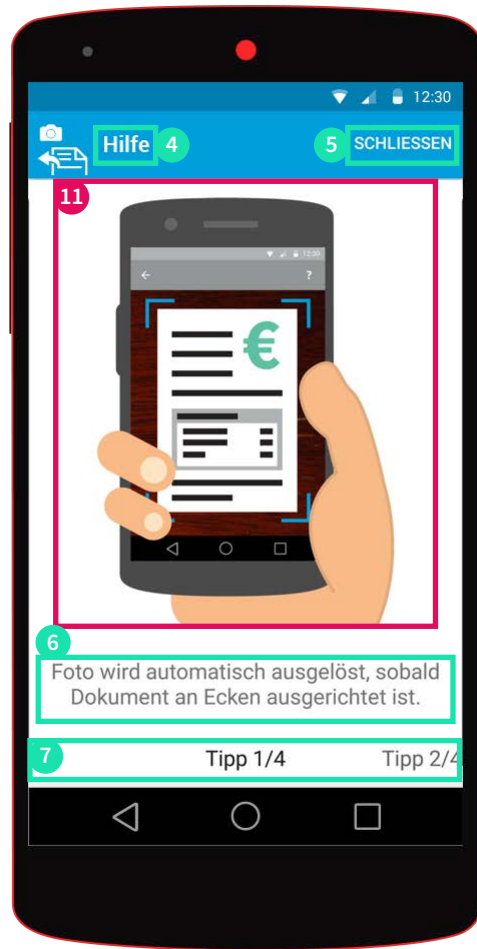 12:30
Hilfe
4
5
SCHLIESSEN
11
12:30
?
€
6
Foto wird automatisch ausgelöst, sobald
Dokument an Ecken ausgerichtet ist.
7
Tipp 1/4
Tipp 2/4